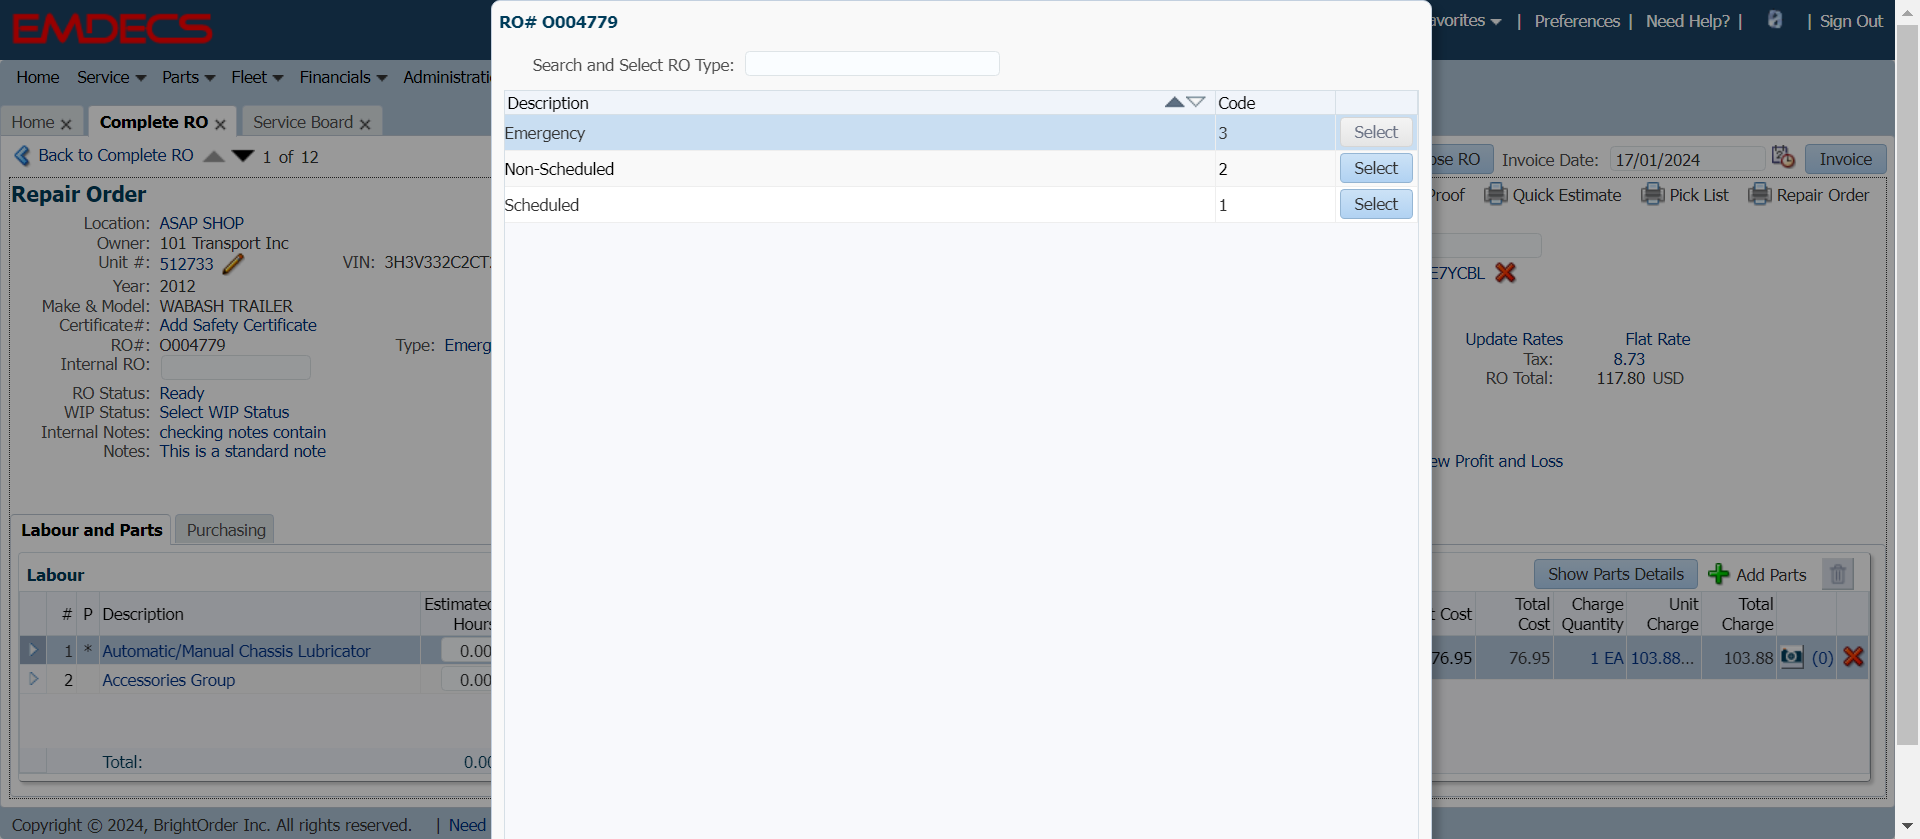 EMDECS
RO# O004779
avorites | Preferences | Need Help? | | Sign Out
Search and Select RO Type:
Home Service Parts Fleet Financials Administrati
Description Code
Emergency 3 Select
Non-Scheduled 2 Select
Scheduled 1 Select
Home Complete RO Service Board
Back to Complete RO 1 of 12
ose RO Invoice Date: 17/01/2024 Invoice
Proof Quick Estimate Pick List Repair Order
Repair Order
Location: ASAP SHOP
Owner: 101 Transport Inc
Unit #: 512733 VIN: 3H3V332C2CT
E7YCBL
Year: 2012
Make & Model: WABASH TRAILER
Certificate#: Add Safety Certificate
RO#: O004779 Type: Emerg
Internal RO:
RO Status: Ready
WIP Status: Select WIP Status
Internal Notes: checking notes contain
Notes: This is a standard note
Update Rates Flat Rate
Tax: 8.73
RO Total: 117.80 USD
ew Profit and Loss
Labour and Parts Purchasing
Labour
# P Description Estimated Hours
1 * Automatic/Manual Chassis Lubricator 0.00
2 Accessories Group 0.00
Total: 0.00
Show Parts Details Add Parts
t Cost Total Cost Charge Quantity Unit Charge Total Charge
76.95 76.95 1 EA 103.88... 103.88 (0)
Copyright © 2024, BrightOrder Inc. All rights reserved. | Need